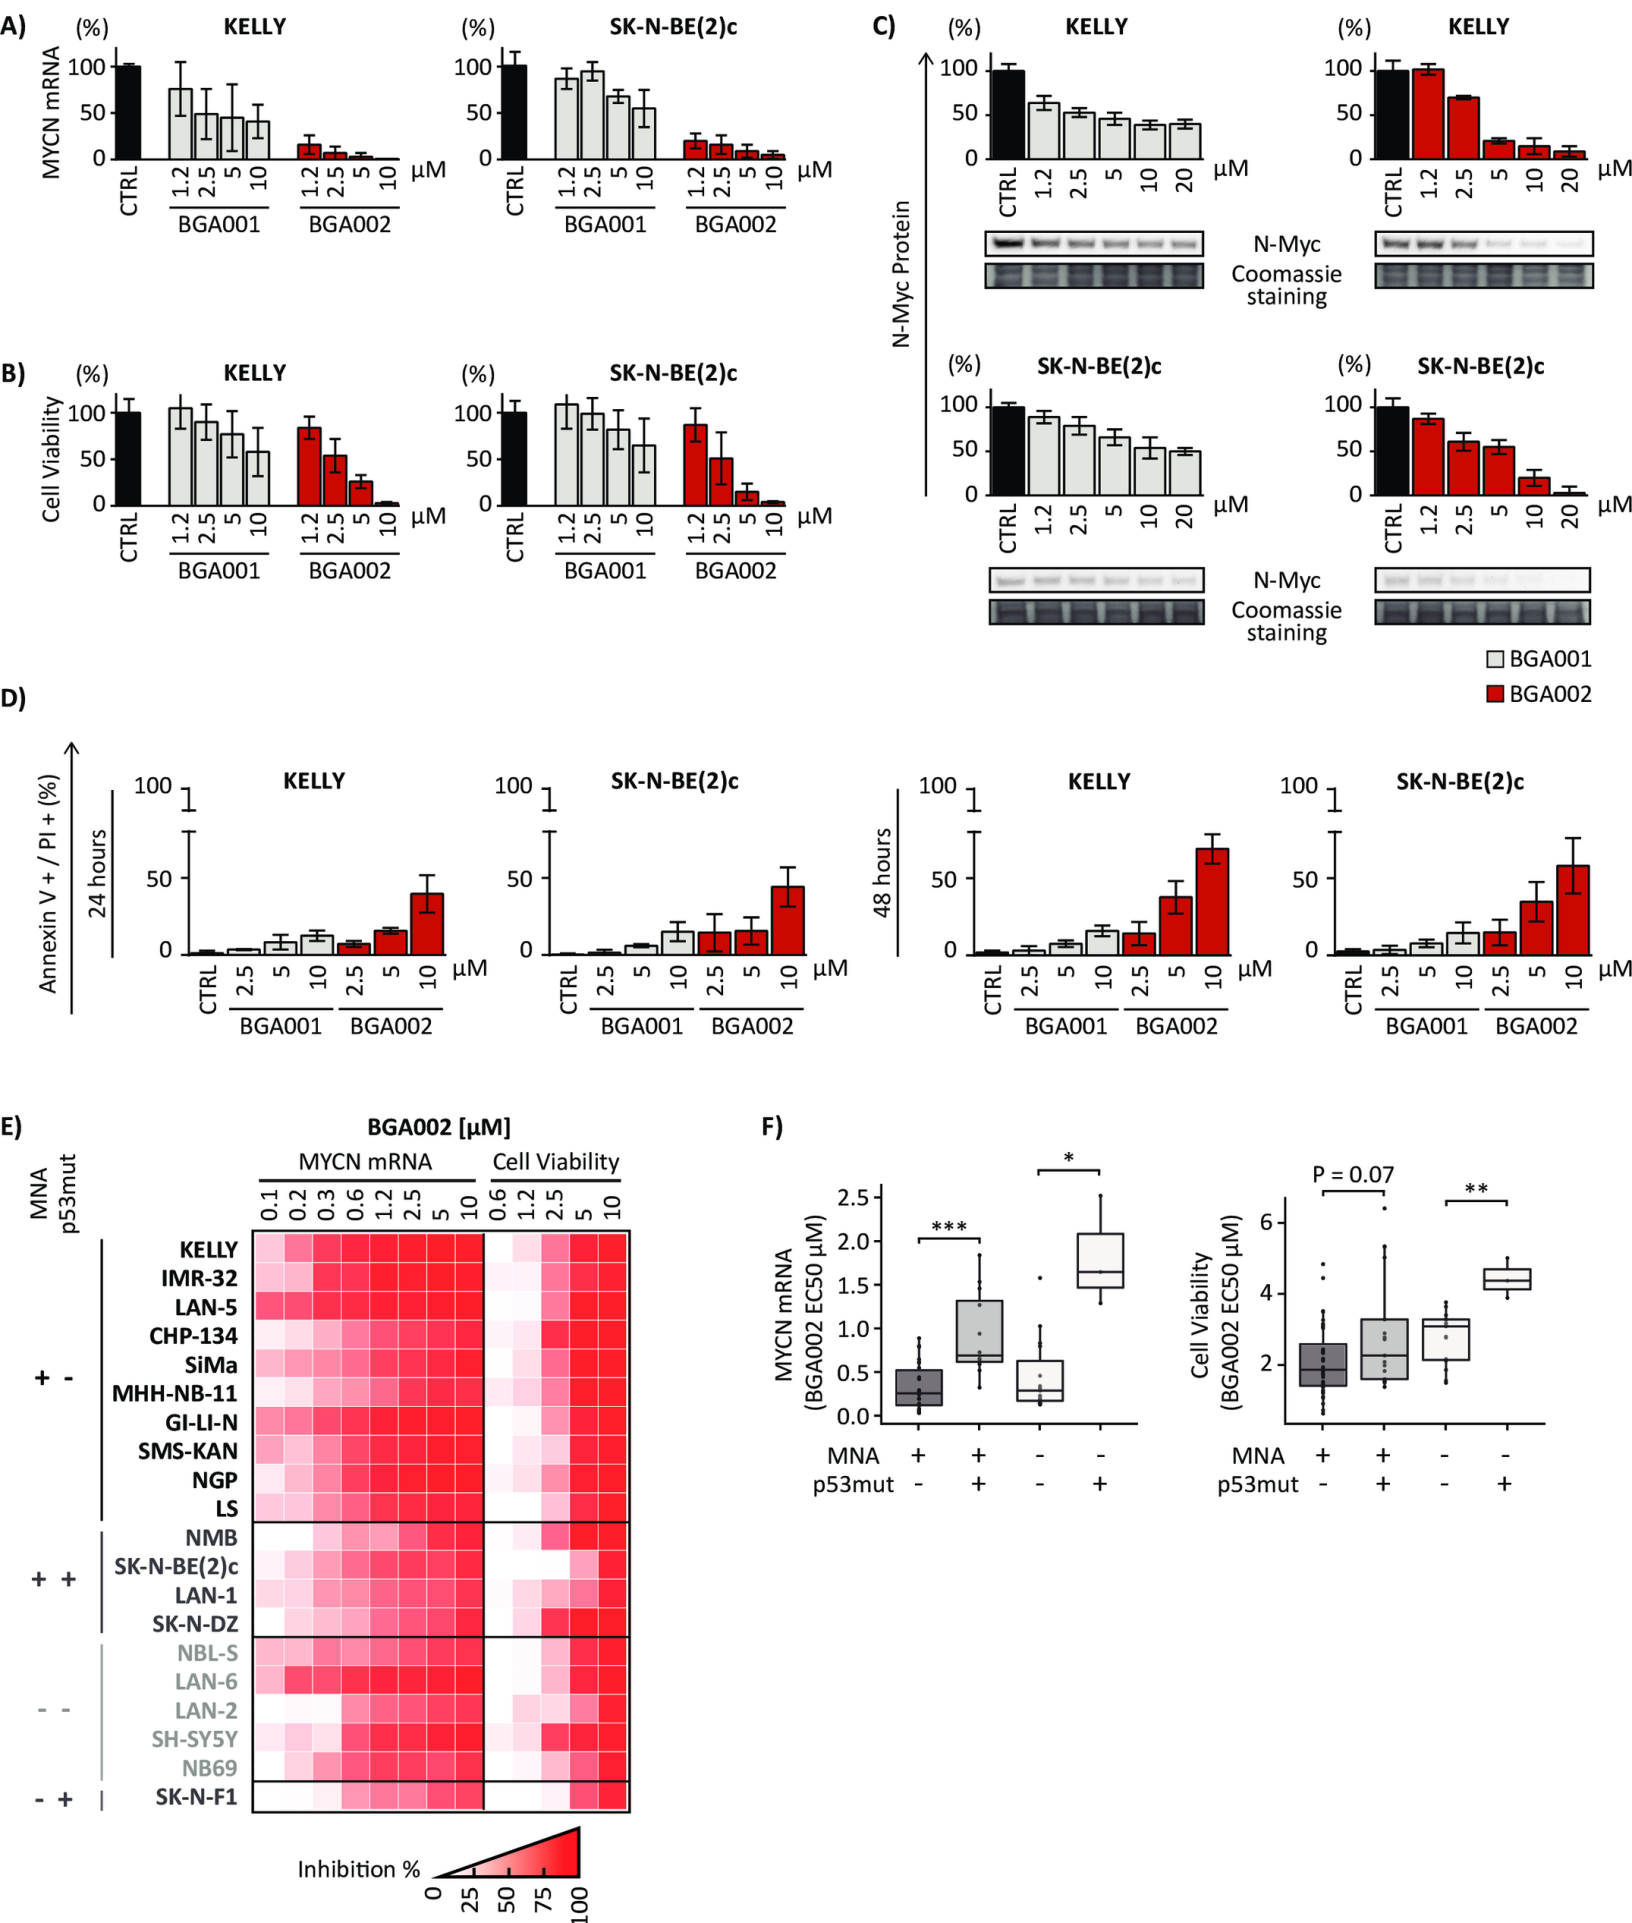 A)
(%)
KELLY
MYCN mRNA
100
50
0
CTRL
1.2
2.5
5
10
1.2
2.5
5
10
µM
BGA001
BGA002
(%)
SK-N-BE(2)c
100
50
0
CTRL
1.2
2.5
5
10
1.2
2.5
5
10
µM
BGA001
BGA002
B)
(%)
KELLY
Cell Viability
100
50
0
CTRL
1.2
2.5
5
10
1.2
2.5
5
10
µM
BGA001
BGA002
(%)
SK-N-BE(2)c
100
50
0
CTRL
1.2
2.5
5
10
1.2
2.5
5
10
µM
BGA001
BGA002
C)
N-Myc Protein
(%)
KELLY
100
50
0
CTRL
1.2
2.5
5
10
20
µM
(%)
KELLY
100
50
0
CTRL
1.2
2.5
5
10
20
µM
N-Myc
Coomassie
staining
(%)
SK-N-BE(2)c
100
50
0
CTRL
1.2
2.5
5
10
20
µM
(%)
SK-N-BE(2)c
100
50
0
CTRL
1.2
2.5
5
10
20
µM
N-Myc
Coomassie
staining
BGA001
BGA002
D)
Annexin V + / PI + (%)
24 hours
KELLY
100
50
0
CTRL
2.5
5
10
2.5
5
10
µM
BGA001
BGA002
SK-N-BE(2)c
100
50
0
CTRL
2.5
5
10
2.5
5
10
µM
BGA001
BGA002
48 hours
KELLY
100
50
0
CTRL
2.5
5
10
2.5
5
10
µM
BGA001
BGA002
SK-N-BE(2)c
100
50
0
CTRL
2.5
5
10
2.5
5
10
µM
BGA001
BGA002
E)
BGA002 [µM]
MNA
p53mut
MYCN mRNA
Cell Viability
0.1
0.2
0.3
0.6
1.2
2.5
5
10
0.6
1.2
2.5
5
10
+ -
KELLY
IMR-32
LAN-5
CHP-134
SiMa
MHH-NB-11
GI-LI-N
SMS-KAN
NGP
LS
+ +
NMB
SK-N-BE(2)c
LAN-1
SK-N-DZ
- -
NBL-S
LAN-6
LAN-2
SH-SY5Y
NB69
- +
SK-N-F1
Inhibition %
0
25
50
75
100
F)
MYCN mRNA
(BGA002 EC50 µM)
2.5
2.0
1.5
1.0
0.5
0.0
***
*
MNA + + - -
p53mut - + - +
Cell Viability
(BGA002 EC50 µM)
6
4
2
P = 0.07
**
MNA + + - -
p53mut - + - +